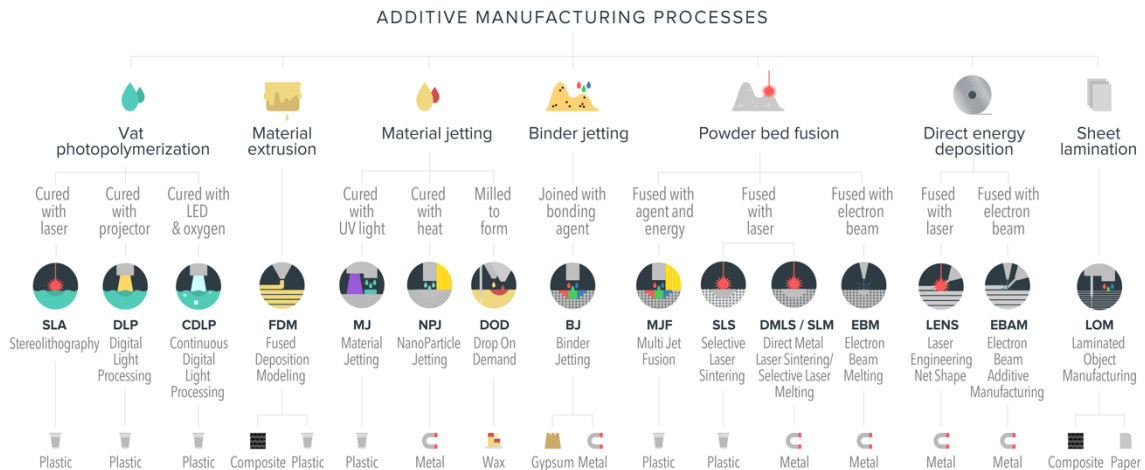 ADDITIVE MANUFACTURING PROCESSES
Vat
photopolymerization
Material
extrusion
Material jetting
Binder jetting
Powder bed fusion
Direct energy
deposition
Sheet
lamination
Cured
with
laser
Cured
with
projector
Cured with
LED
& oxygen
Cured
with
UV light
Cured
with
heat
Milled
to
form
Joined with
bonding
agent
Fused with
agent and
energy
Fused
with
laser
Fused with
electron
beam
Fused
with
laser
Fused with
electron
beam
SLA
Stereolithography
DLP
Digital
Light
Processing
CDLP
Continuous
Digital
Light
Processing
FDM
Fused
Deposition
Modeling
MJ
Material
Jetting
NPJ
NanoParticle
Jetting
DOD
Drop On
Demand
BJ
Binder
Jetting
MJF
Multi Jet
Fusion
SLS
Selective
Laser
Sintering
DMLS / SLM
Direct Metal
Laser Sintering/
Selective Laser
Melting
EBM
Electron
Beam
Melting
LENS
Laser
Engineering
Net Shape
EBAM
Electron
Beam
Additive
Manufacturing
LOM
Laminated
Object
Manufacturing
Plastic
Plastic
Plastic
Composite Plastic
Plastic
Metal
Wax
Gypsum Metal
Plastic
Plastic
Metal
Metal
Metal
Metal
Composite Paper